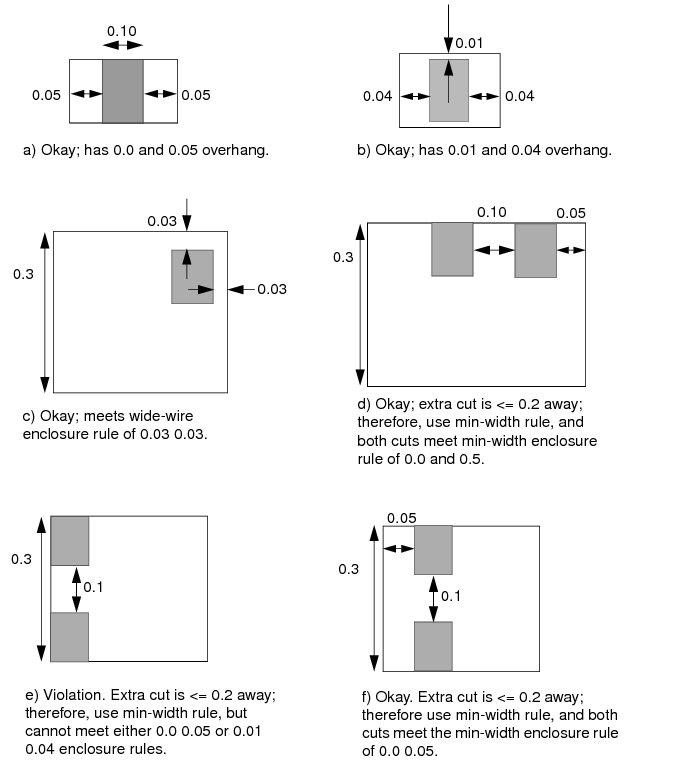 0.10
0.05
0.05
a) Okay; has 0.0 and 0.05 overhang.
0.01
0.04
0.04
b) Okay; has 0.01 and 0.04 overhang.
0.03
0.3
0.03
c) Okay; meets wide-wire
enclosure rule of 0.03 0.03.
0.10
0.05
0.3
d) Okay; extra cut is <= 0.2 away;
therefore, use min-width rule, and
both cuts meet min-width enclosure
rule of 0.0 and 0.5.
0.3
0.1
e) Violation. Extra cut is <= 0.2 away;
therefore, use min-width rule, but
cannot meet either 0.0 0.05 or 0.01
0.04 enclosure rules.
0.05
0.3
0.1
f) Okay. Extra cut is <= 0.2 away;
therefore use min-width rule, and both
cuts meet the min-width enclosure rule
of 0.0 0.05.